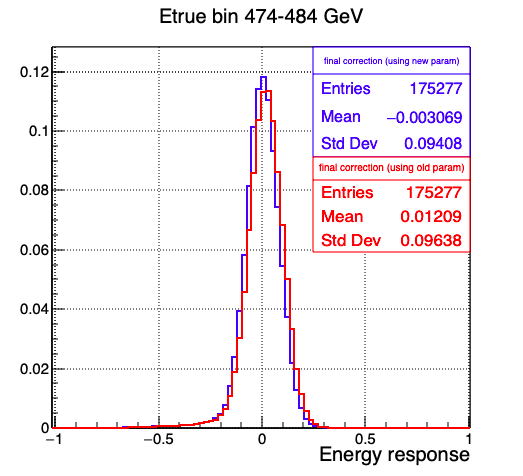 Etrue bin 474-484 GeV
final correction (using new param)
Entries 175277
Mean −0.003069
Std Dev 0.09408
final correction (using old param)
Entries 175277
Mean 0.01209
Std Dev 0.09638
0.12
0.1
0.08
0.06
0.04
0.02
0
−1 −0.5 0 0.5 1
Energy response